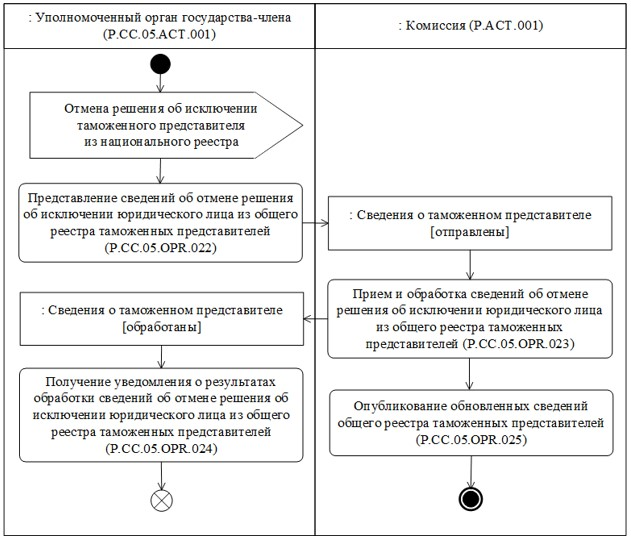 : Уполномоченный орган государства-члена
(P.CC.05.ACT.001)
: Комиссия (P.ACT.001)
Отмена решения об исключении
таможенного представителя
из национального реестра
Представление сведений об отмене решения
об исключении юридического лица из общего
реестра таможенных представителей
(P.CC.05.OPR.022)
: Сведения о таможенном представителе
[отправлены]
Прием и обработка сведений об отмене
решения об исключении юридического лица
из общего реестра таможенных
представителей (P.CC.05.OPR.023)
: Сведения о таможенном представителе
[обработаны]
Получение уведомления о результатах
обработки сведений об отмене решения об
исключении юридического лица из общего
реестра таможенных представителей
(P.CC.05.OPR.024)
Опубликование обновленных сведений
общего реестра таможенных представителей
(P.CC.05.OPR.025)